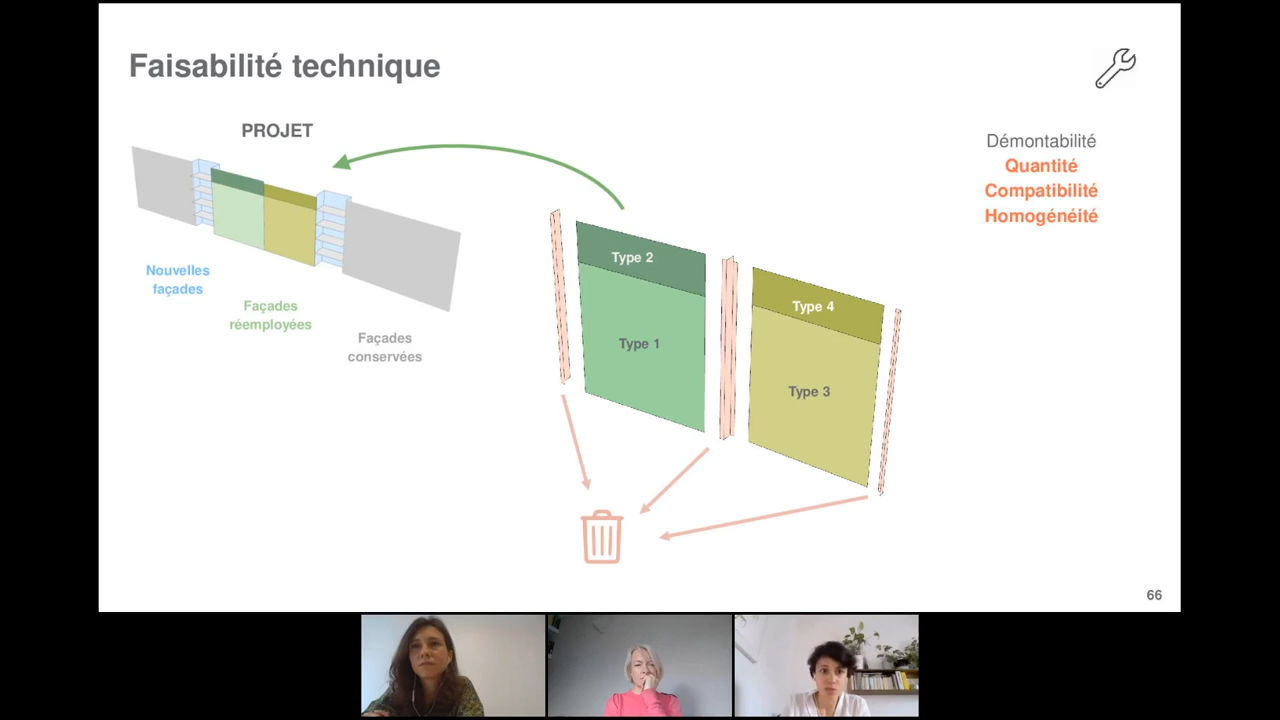 Faisabilité technique
PROJET
Démontabilité
Quantité
Compatibilité
Homogénéité
Nouvelles
façades
Façades
réemployées
Façades
conservées
Type 2
Type 1
Type 4
Type 3
66